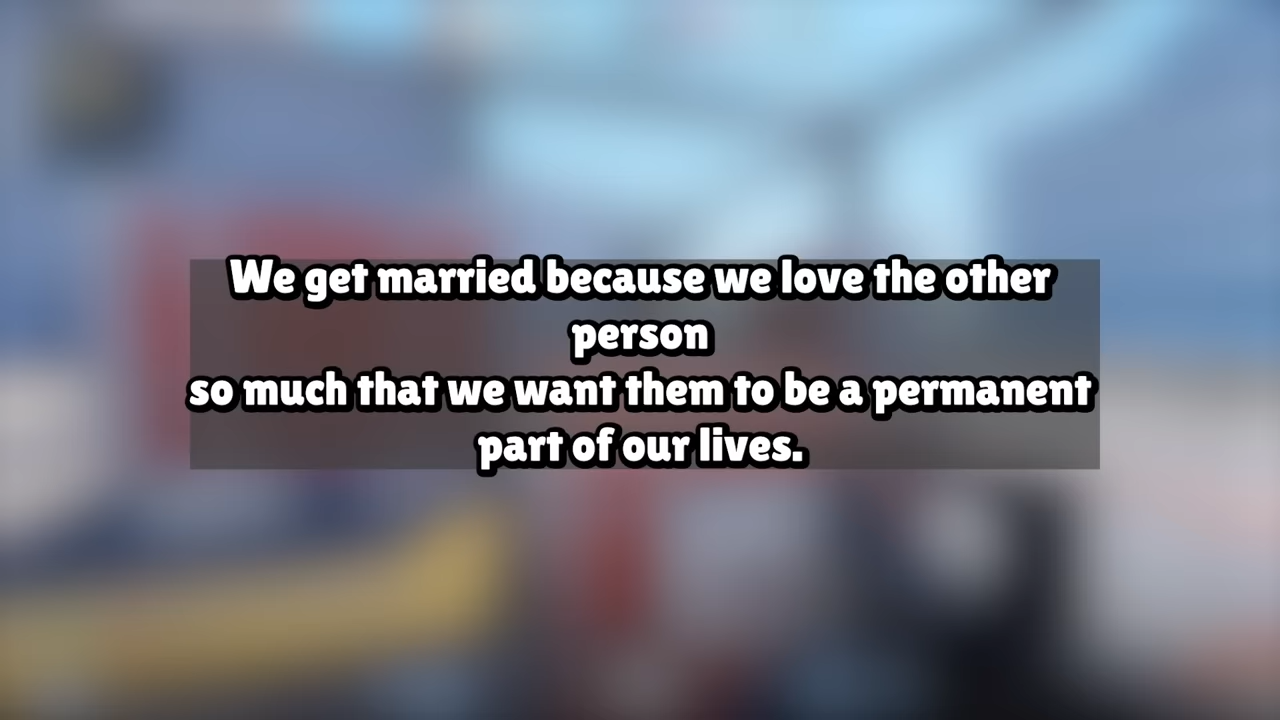 We get married because we love the other
person
so much that we want them to be a permanent
part of our lives.